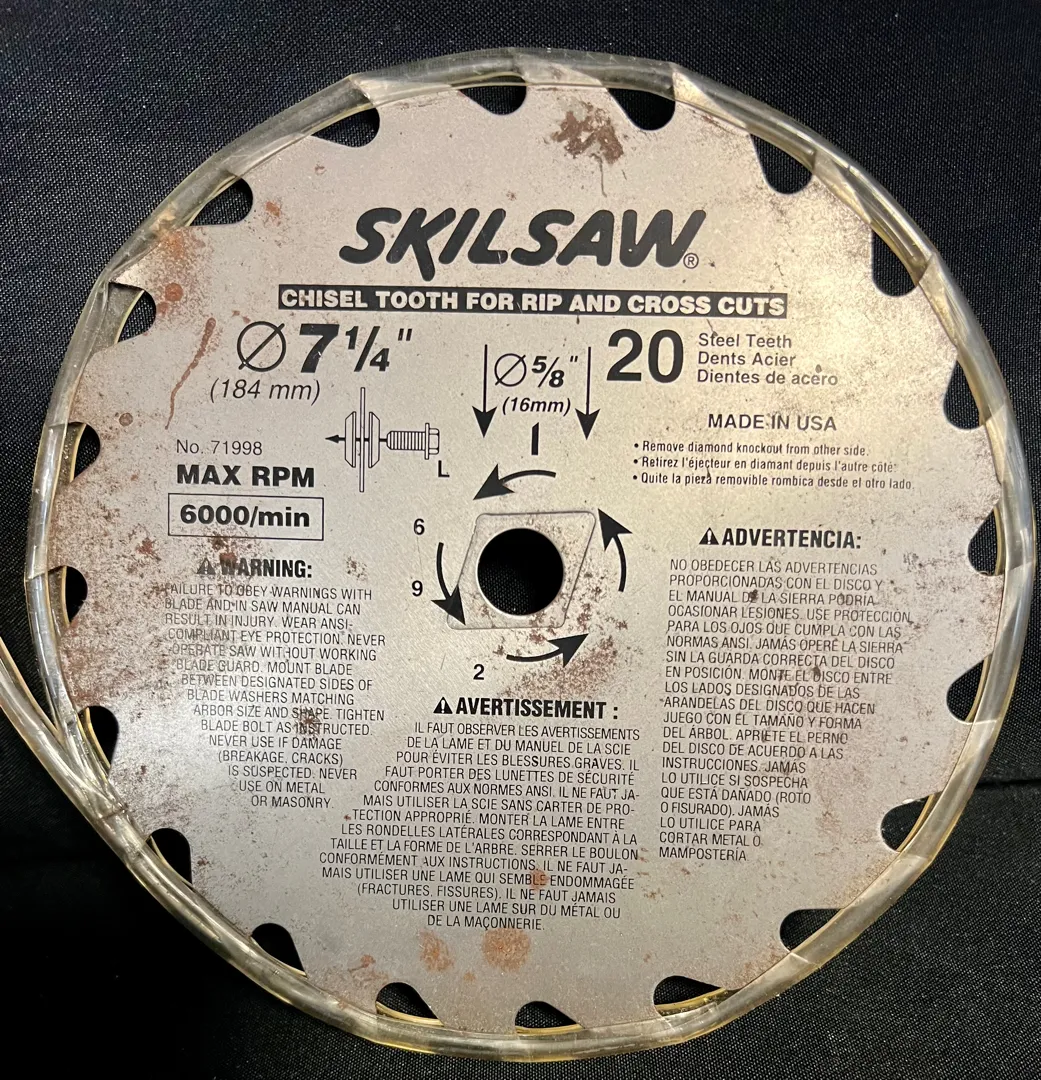 SKILSAW®
CHISEL TOOTH FOR RIP AND CROSS CUTS
Ø 7 1/4"
(184 mm)
Ø 5/8"
(16mm)
20
Steel Teeth
Dents Acier
Dientes de acero
MADE IN USA
• Remove diamond knockout from other side.
• Retirez l'éjecteur en diamant depuis l'autre côté.
• Quite la pieza removible rombica desde el otro lado.
L
No. 71998
MAX RPM
6000/min
1
6
9
2
⚠WARNING:
FAILURE TO OBEY WARNINGS WITH
BLADE AND IN SAW MANUAL CAN
RESULT IN INJURY. WEAR ANSI-
COMPLIANT EYE PROTECTION. NEVER
OPERATE SAW WITHOUT WORKING
BLADE GUARD. MOUNT BLADE
BETWEEN DESIGNATED SIDES OF
BLADE WASHERS MATCHING
ARBOR SIZE AND SHAPE. TIGHTEN
BLADE BOLT AS INSTRUCTED.
NEVER USE IF DAMAGE
(BREAKAGE, CRACKS)
IS SUSPECTED. NEVER
USE ON METAL
OR MASONRY.
⚠AVERTISSEMENT :
IL FAUT OBSERVER LES AVERTISSEMENTS
DE LA LAME ET DU MANUEL DE LA SCIE
POUR ÉVITER LES BLESSURES GRAVES. IL
FAUT PORTER DES LUNETTES DE SÉCURITÉ
CONFORMES AUX NORMES ANSI. IL NE FAUT JA-
MAIS UTILISER LA SCIE SANS CARTER DE PRO-
TECTION APPROPRIÉ. MONTER LA LAME ENTRE
LES RONDELLES LATÉRALES CORRESPONDANT À LA
TAILLE ET LA FORME DE L'ARBRE. SERRER LE BOULON
CONFORMÉMENT AUX INSTRUCTIONS. IL NE FAUT JA-
MAIS UTILISER UNE LAME QUI SEMBLE ENDOMMAGÉE
(FRACTURES, FISSURES). IL NE FAUT JAMAIS
UTILISER UNE LAME SUR DU MÉTAL OU
DE LA MAÇONNERIE.
⚠ADVERTENCIA:
NO OBEDECER LAS ADVERTENCIAS
PROPORCIONADAS CON EL DISCO Y
EL MANUAL DE LA SIERRA PODRÍA
OCASIONAR LESIONES. USE PROTECCIÓN
PARA LOS OJOS QUE CUMPLA CON LAS
NORMAS ANSI. JAMÁS OPERE LA SIERRA
SIN LA GUARDA CORRECTA DEL DISCO
EN POSICIÓN. MONTE EL DISCO ENTRE
LOS LADOS DESIGNADOS DE LAS
ARANDELAS DEL DISCO QUE HACEN
JUEGO CON EL TAMAÑO Y FORMA
DEL ÁRBOL. APRIETE EL PERNO
DEL DISCO DE ACUERDO A LAS
INSTRUCCIONES. JAMÁS
LO UTILICE SI SOSPECHA
QUE ESTÁ DAÑADO (ROTO
O FISURADO). JAMÁS
LO UTILICE PARA
CORTAR METAL O
MAMPOSTERÍA